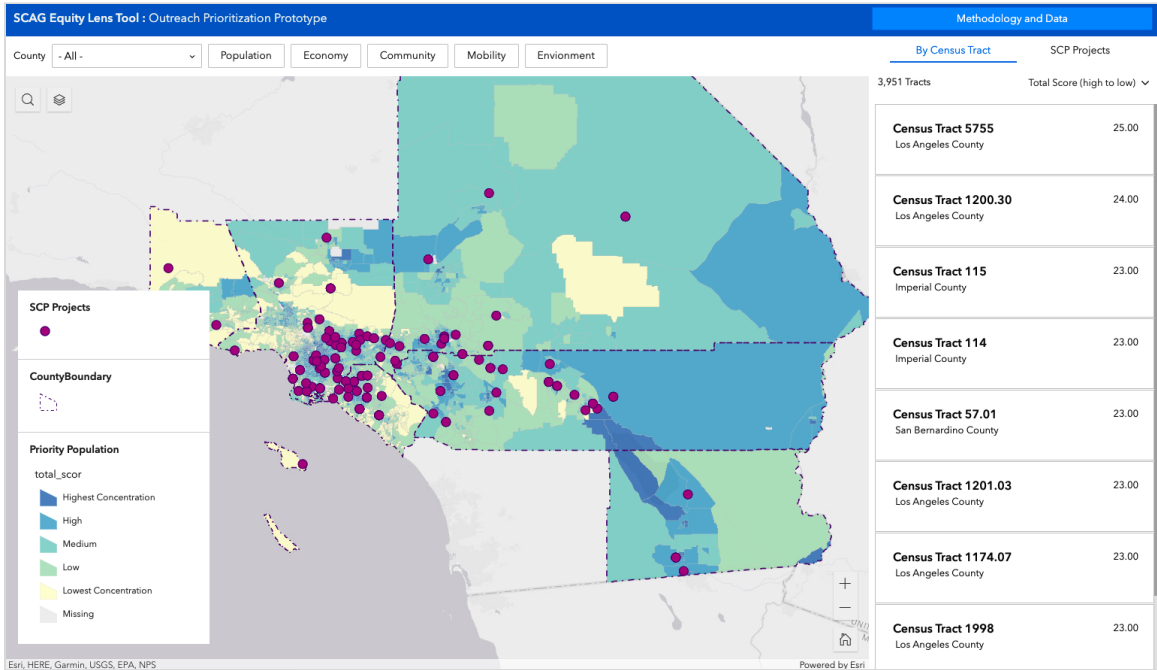 SCAG Equity Lens Tool : Outreach Prioritization Prototype
Methodology and Data
County
- All -
Population
Economy
Community
Mobility
Envionment
By Census Tract
SCP Projects
3,951 Tracts
Total Score (high to low)
Census Tract 5755
25.00
Los Angeles County
Census Tract 1200.30
24.00
Los Angeles County
Census Tract 115
23.00
Imperial County
Census Tract 114
23.00
Imperial County
Census Tract 57.01
23.00
San Bernardino County
Census Tract 1201.03
23.00
Los Angeles County
Census Tract 1174.07
23.00
Los Angeles County
Census Tract 1998
23.00
Los Angeles County
SCP Projects
CountyBoundary
Priority Population
total_scor
Highest Concentration
High
Medium
Low
Lowest Concentration
Missing
Esri, HERE, Garmin, USGS, EPA, NPS
Powered by Esri